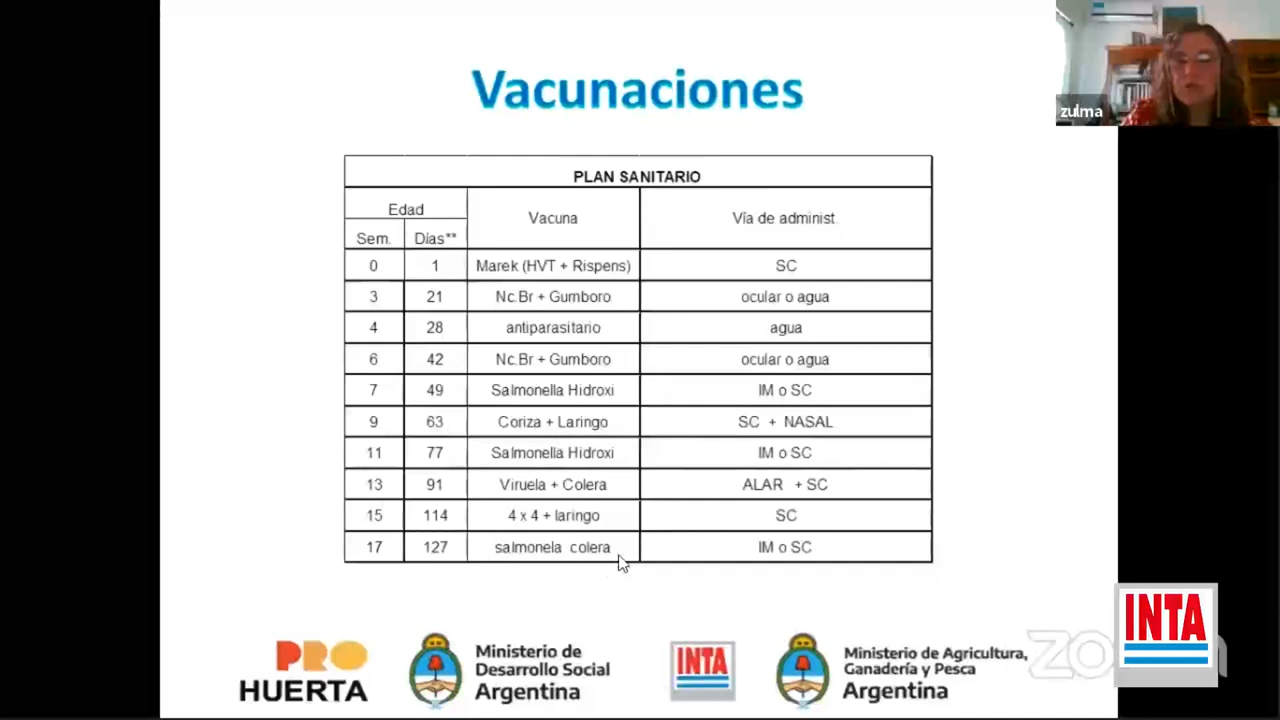 Vacunaciones
zulma
PLAN SANITARIO
Edad Vacuna Vía de administ.
Sem. Días**
0 1 Marek (HVT + Rispens) SC
3 21 Nc.Br + Gumboro ocular o agua
4 28 antiparasitario agua
6 42 Nc.Br + Gumboro ocular o agua
7 49 Salmonella Hidroxi IM o SC
9 63 Coriza + Laringo SC + NASAL
11 77 Salmonella Hidroxi IM o SC
13 91 Viruela + Colera ALAR + SC
15 114 4 x 4 + laringo SC
17 127 salmonela colera IM o SC
PRO
HUERTA
Ministerio de
Desarrollo Social
Argentina
INTA
Ministerio de Agricultura,
Ganadería y Pesca
Argentina
INTA